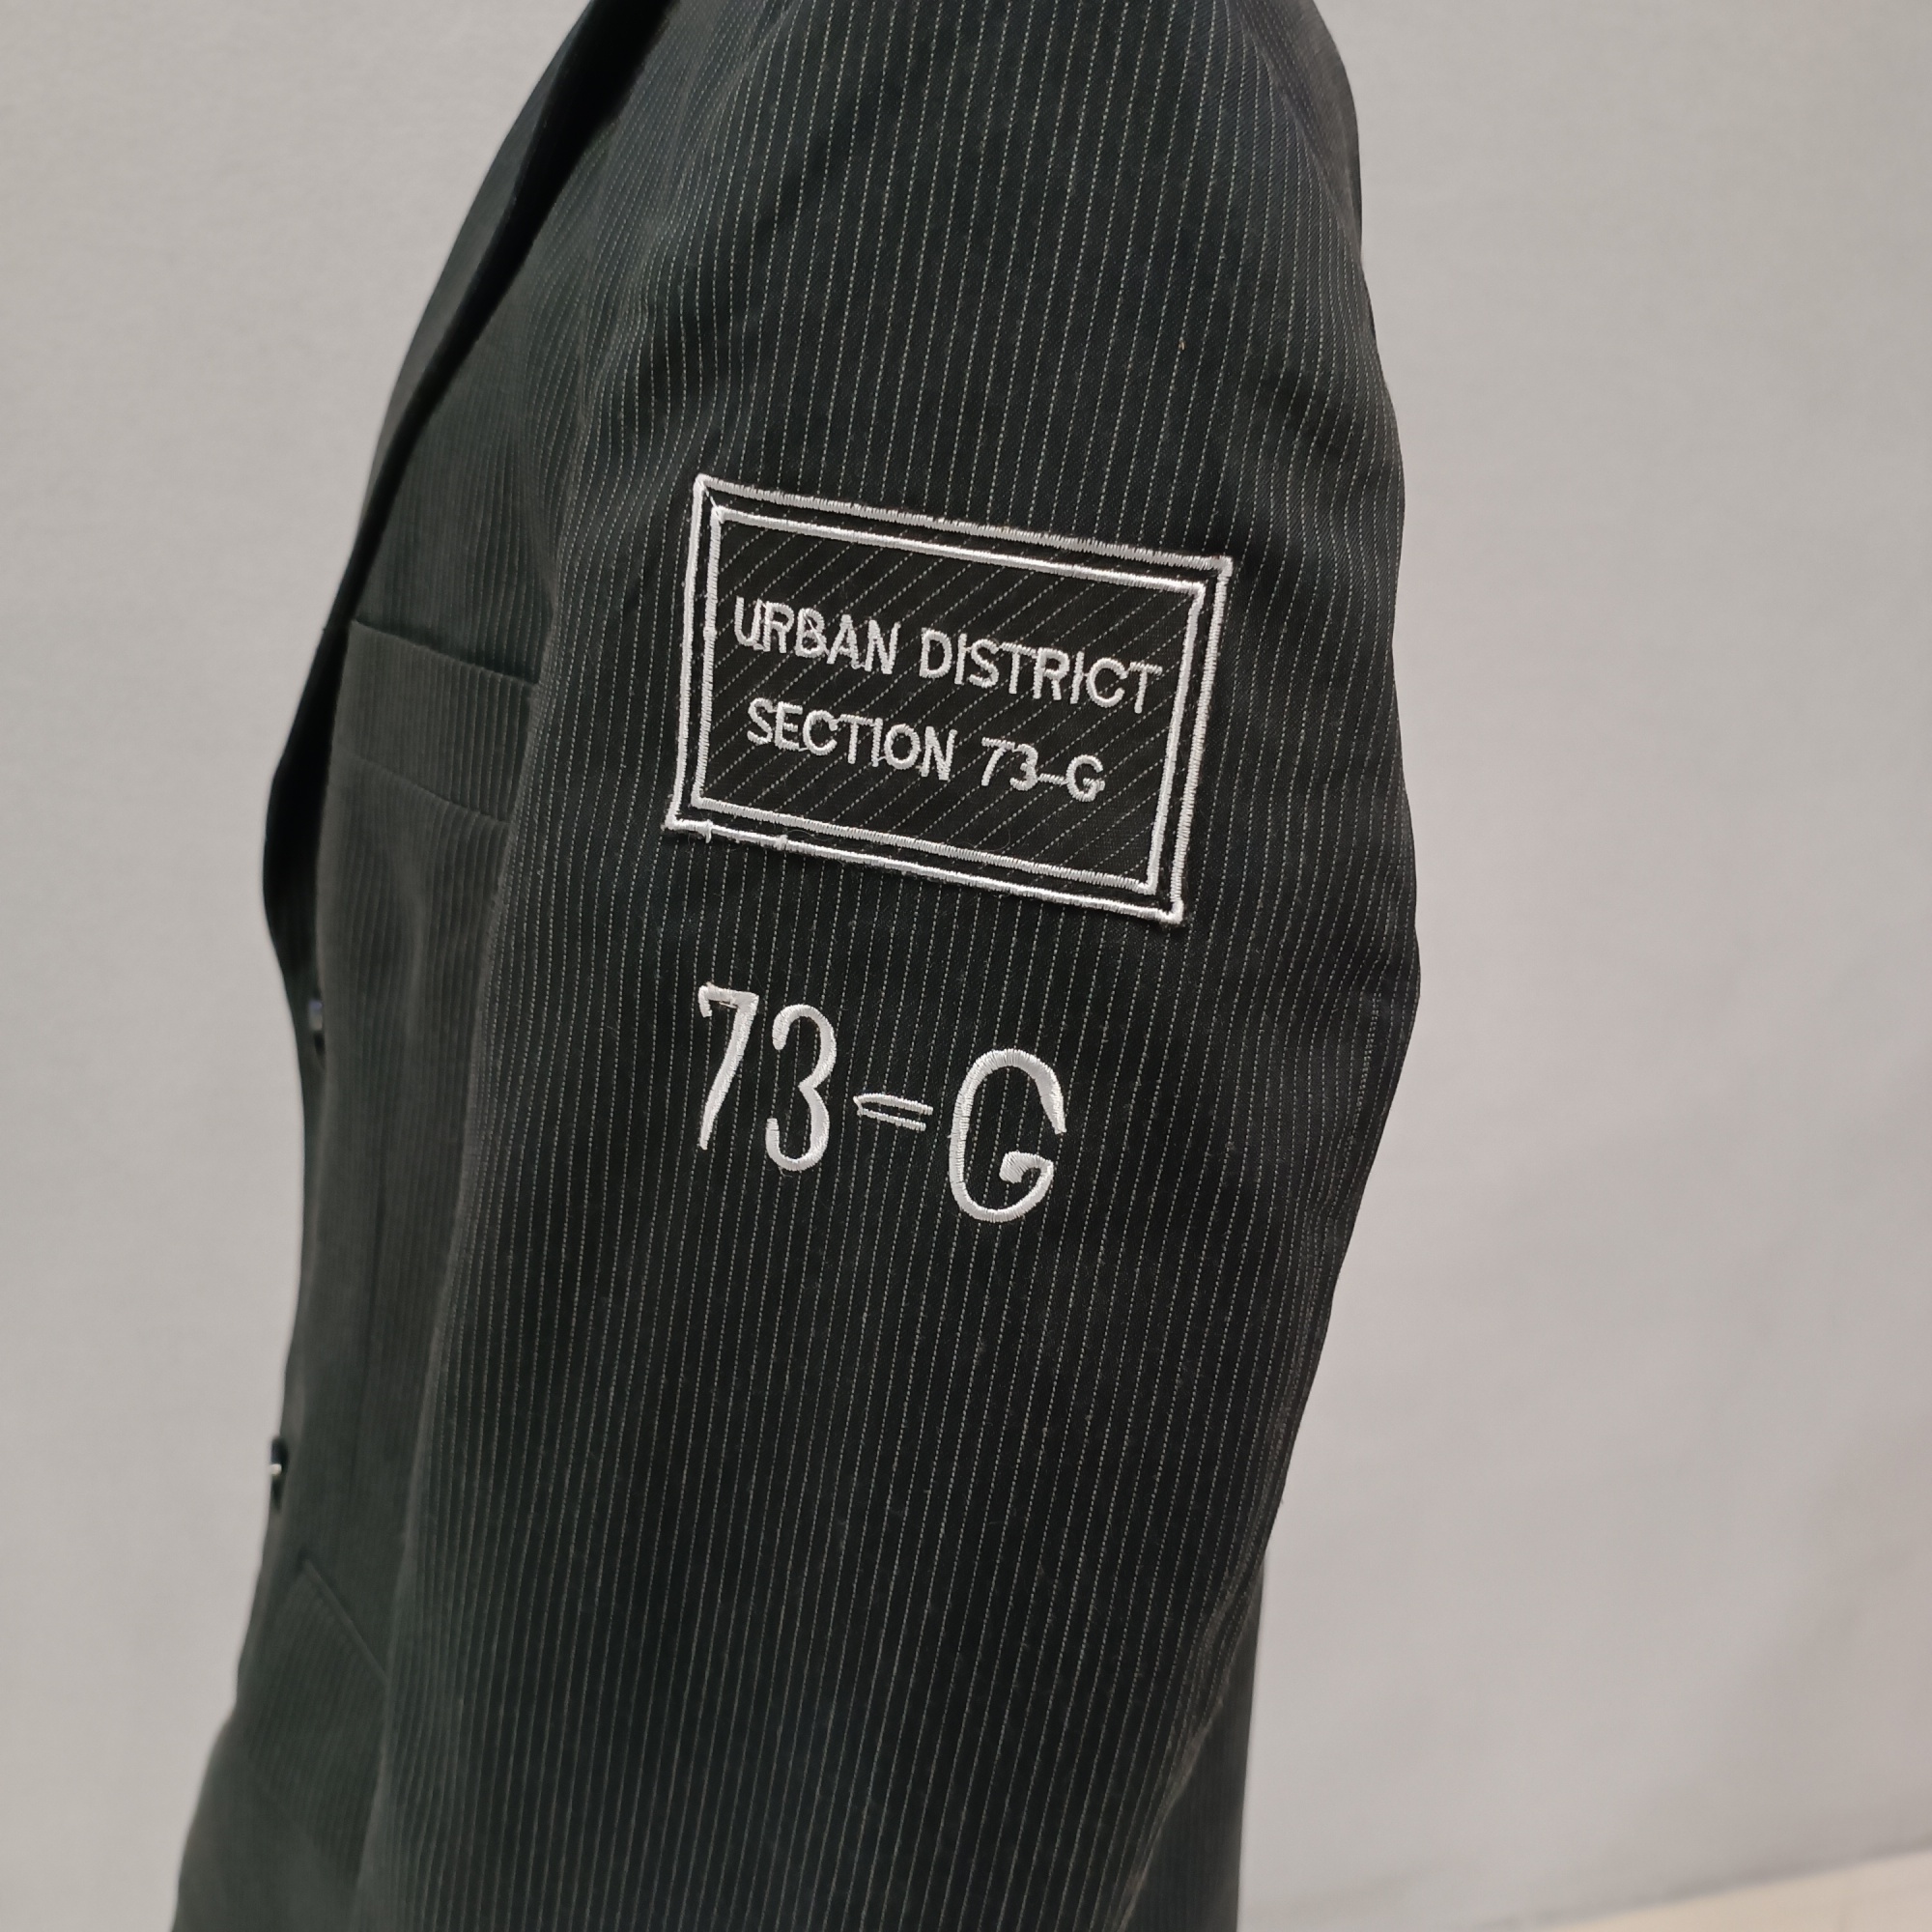 URBAN DISTRICT
SECTION 73-G
73=G